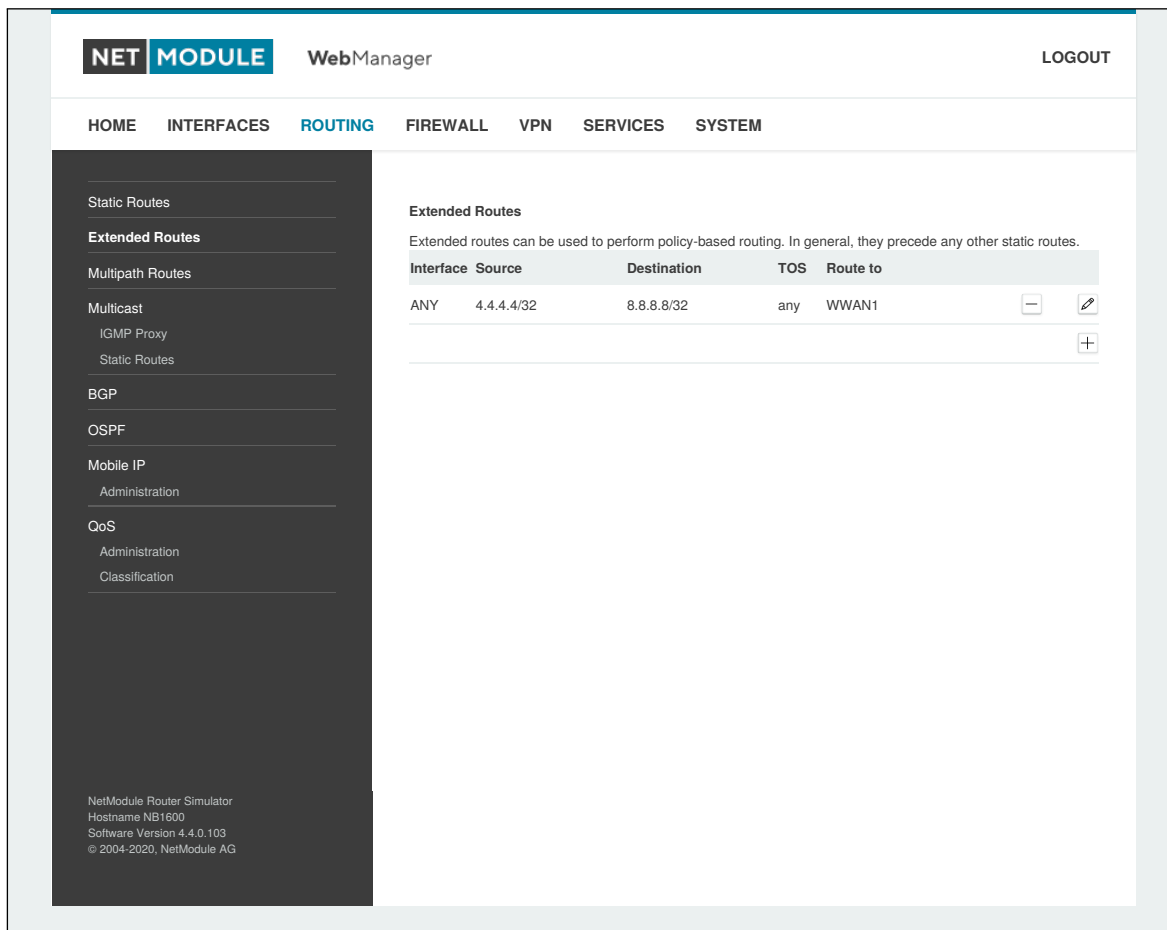 NET MODULE WebManager LOGOUT
HOME INTERFACES ROUTING FIREWALL VPN SERVICES SYSTEM
Static Routes
Extended Routes
Multipath Routes
Multicast
IGMP Proxy
Static Routes
BGP
OSPF
Mobile IP
Administration
QoS
Administration
Classification
NetModule Router Simulator
Hostname NB1600
Software Version 4.4.0.103
© 2004-2020, NetModule AG
Extended Routes
Extended routes can be used to perform policy-based routing. In general, they precede any other static routes.
Interface Source Destination TOS Route to
ANY 4.4.4.4/32 8.8.8.8/32 any WWAN1